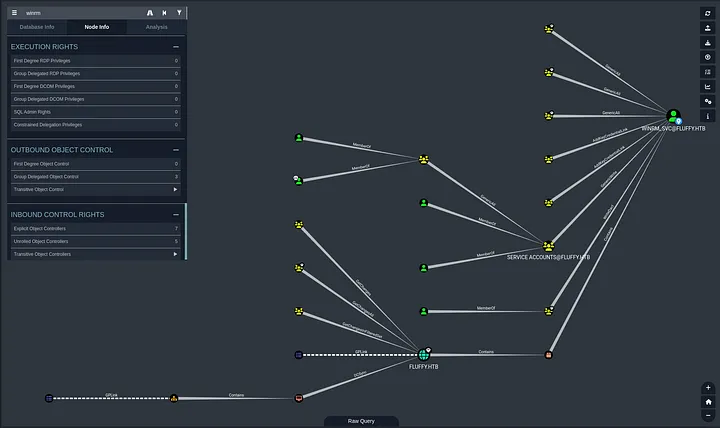 winrm
Database Info
Node Info
Analysis
EXECUTION RIGHTS
First Degree RDP Privileges 0
Group Delegated RDP Privileges 0
First Degree DCOM Privileges 0
Group Delegated DCOM Privileges 0
SQL Admin Rights 0
Constrained Delegation Privileges 0
OUTBOUND OBJECT CONTROL
First Degree Object Control 0
Group Delegated Object Control 3
Transitive Object Control
INBOUND CONTROL RIGHTS
Explicit Object Controllers 7
Unrolled Object Controllers 5
Transitive Object Controllers
GenericAll
GenericAll
GenericAll
AddKeyCredentialLink
AddKeyCredentialLink
GenericWrite
Contains
WINRM_SVC@FLUFFY.HTB
MemberOf
MemberOf
GenericAll
MemberOf
MemberOf
SERVICE ACCOUNTS@FLUFFY.HTB
GetChanges
GetChangesAll
GetChangesInFilteredSet
MemberOf
GPLink
Contains
FLUFFY.HTB
DCSync
GPLink
Contains
Raw Query